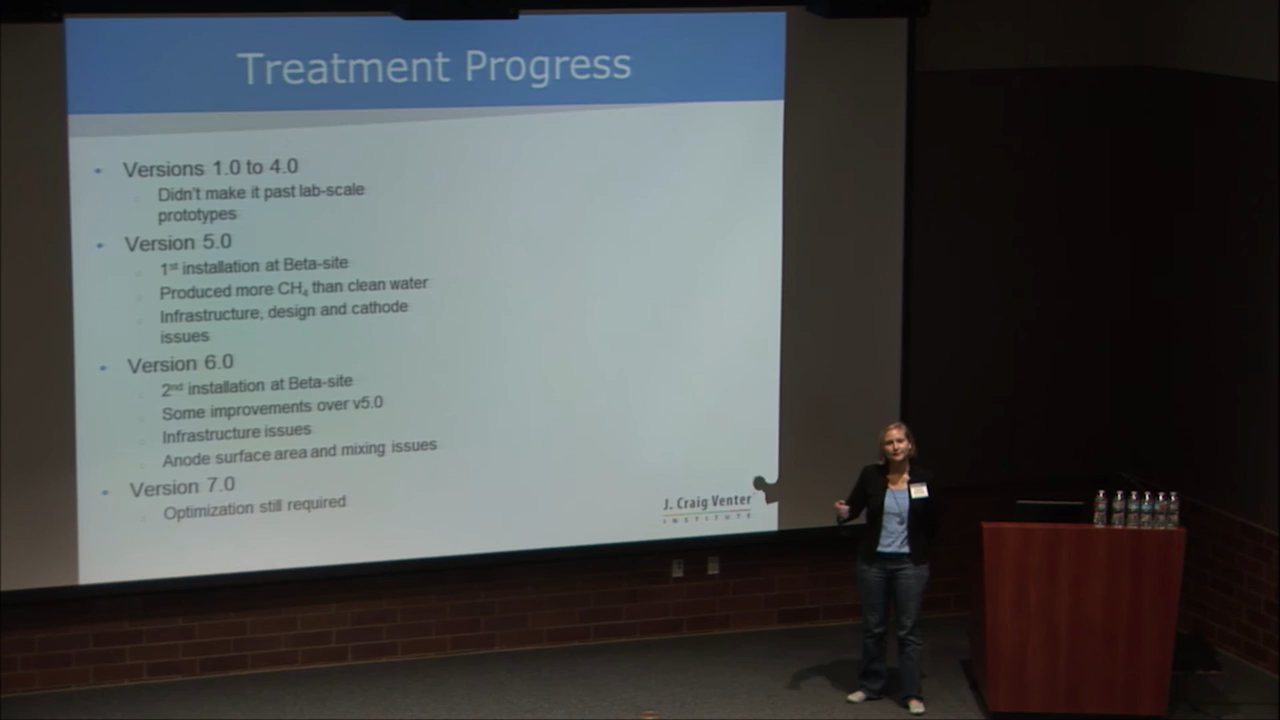 Treatment Progress
• Versions 1.0 to 4.0
Didn't make it past lab-scale
prototypes
• Version 5.0
1st installation at Beta-site
Produced more CH4 than clean water
Infrastructure, design and cathode
issues
• Version 6.0
2nd installation at Beta-site
Some improvements over v5.0
Infrastructure issues
Anode surface area and mixing issues
• Version 7.0
Optimization still required
J. Craig Venter
INSTITUTE